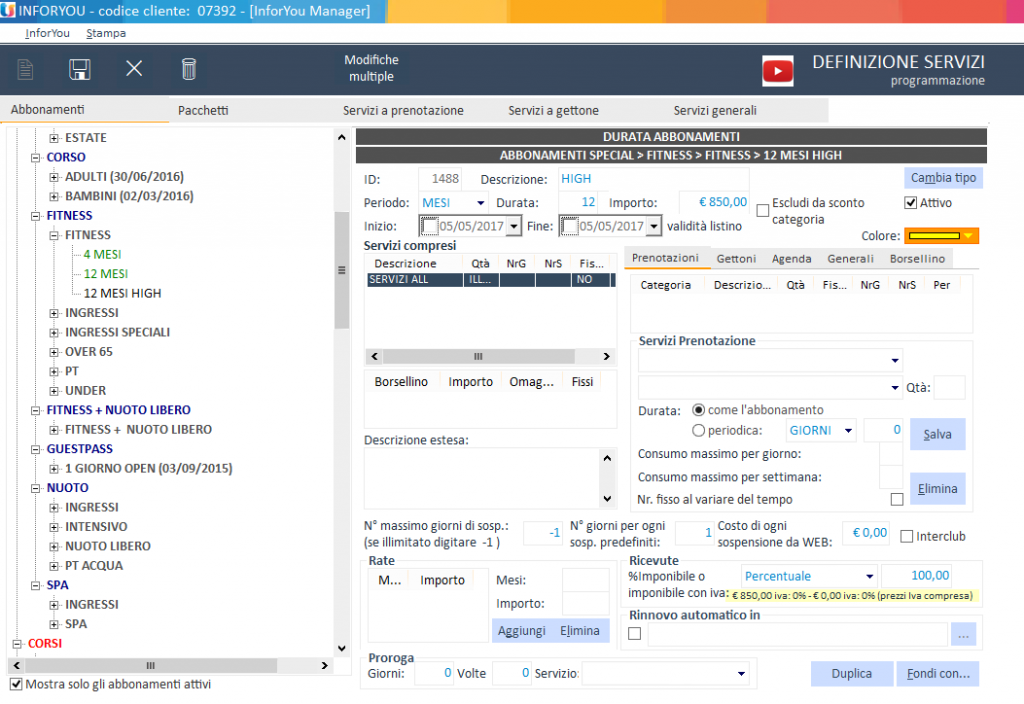 INFORYOU - codice cliente: 07392 - [InforYou Manager]
InforYou Stampa
Modifiche
multiple
DEFINIZIONE SERVIZI
programmazione
Abbonamenti Pacchetti Servizi a prenotazione Servizi a gettone Servizi generali
ESTATE
CORSO
ADULTI (30/06/2016)
BAMBINI (02/03/2016)
FITNESS
FITNESS
4 MESI
12 MESI
12 MESI HIGH
INGRESSI
INGRESSI SPECIALI
OVER 65
PT
UNDER
FITNESS + NUOTO LIBERO
FITNESS + NUOTO LIBERO
GUESTPASS
1 GIORNO OPEN (03/09/2015)
NUOTO
INGRESSI
INTENSIVO
NUOTO LIBERO
PT ACQUA
SPA
INGRESSI
SPA
CORSI
Mostra solo gli abbonamenti attivi
DURATA ABBONAMENTI
ABBONAMENTI SPECIAL > FITNESS > FITNESS > 12 MESI HIGH
ID: 1488 Descrizione: HIGH Cambia tipo
Periodo: MESI Durata: 12 Importo: € 850,00 Escludi da sconto categoria Attivo
Inizio: 05/05/2017 Fine: 05/05/2017 validità listino
Colore:
Servizi compresi
Descrizione Qtà NrG NrS Fis...
SERVIZI ALL ILL... NO
Borsellino Importo Omag... Fissi
Descrizione estesa:
Prenotazioni Gettoni Agenda Generali Borsellino
Categoria Descrizio... Qtà Fis... NrG NrS Per
Servizi Prenotazione
Qtà:
Durata: come l'abbonamento
periodica: GIORNI 0 Salva
Consumo massimo per giorno:
Consumo massimo per settimana:
Elimina
Nr. fisso al variare del tempo
N° massimo giorni di sosp.:
(se illimitato digitare -1 ) -1
N° giorni per ogni
sosp. predefiniti: 1
Costo di ogni
sospensione da WEB: € 0,00 Interclub
Rate
M... Importo
Mesi:
Importo:
Aggiungi Elimina
Ricevute
%Imponibile o
imponibile con iva: Percentuale 100,00
€ 850,00 iva: 0% - € 0,00 iva: 0% (prezzi Iva compresa)
Rinnovo automatico in
...
Proroga
Giorni: 0 Volte 0 Servizio:
Duplica Fondi con...